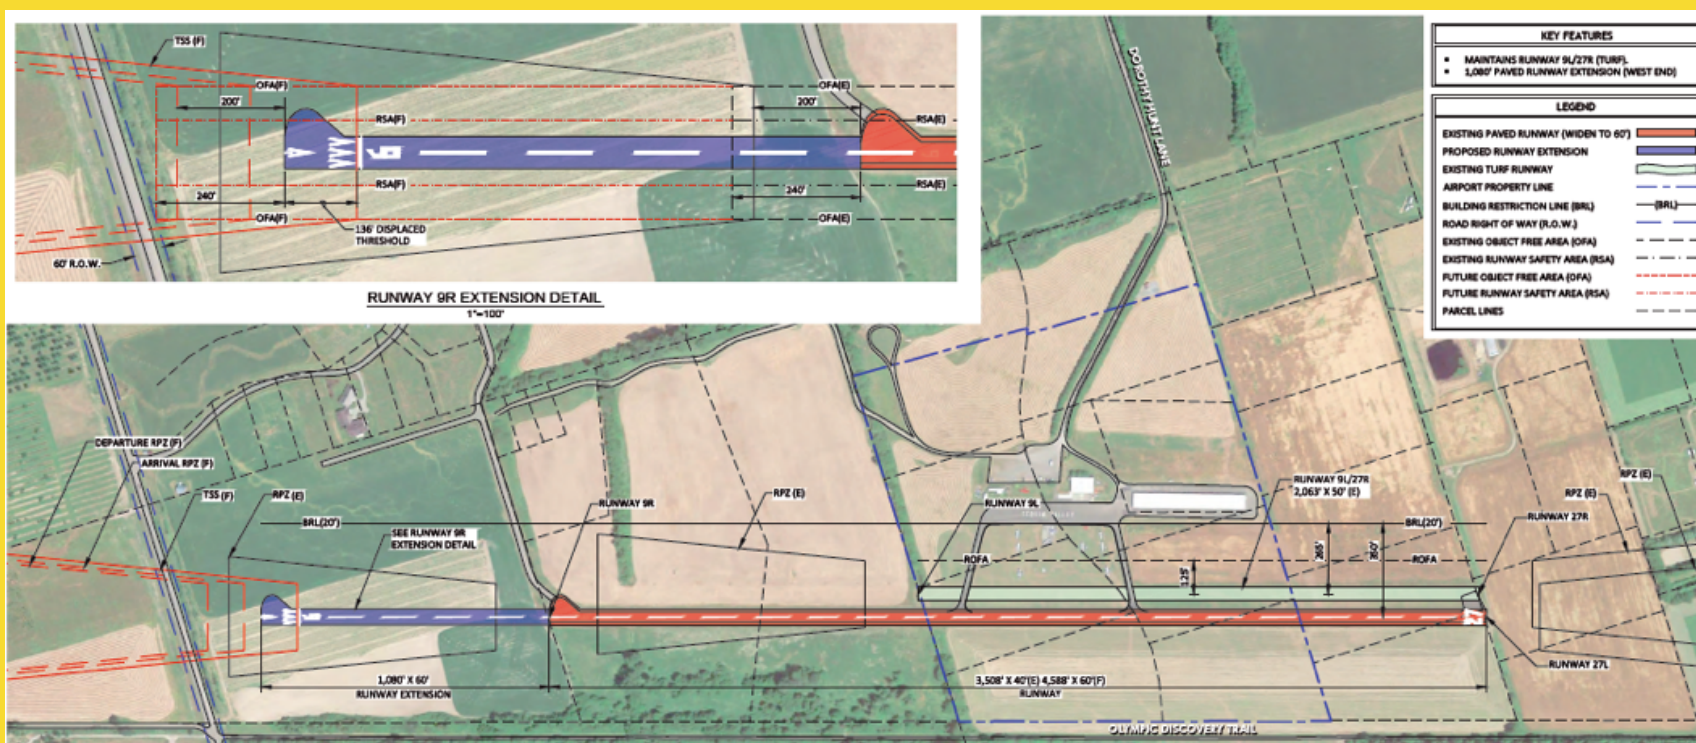 TSS (F)
OFA(F)
OFA(E)
200'
200'
RSA(F)
RSA(E)
9
RSA(F)
RSA(E)
240'
240'
OFA(F)
OFA(E)
136' DISPLACED
THRESHOLD
60' R.O.W.
RUNWAY 9R EXTENSION DETAIL
1"=100'
DOROTHY HUNT LANE
KEY FEATURES
▪ MAINTAINS RUNWAY 9L/27R (TURF).
▪ 1,080' PAVED RUNWAY EXTENSION (WEST END)
LEGEND
EXISTING PAVED RUNWAY (WIDEN TO 60')
PROPOSED RUNWAY EXTENSION
EXISTING TURF RUNWAY
AIRPORT PROPERTY LINE
BUILDING RESTRICTION LINE (BRL)
(BRL)
ROAD RIGHT OF WAY (R.O.W.)
EXISTING OBJECT FREE AREA (OFA)
EXISTING RUNWAY SAFETY AREA (RSA)
FUTURE OBJECT FREE AREA (OFA)
FUTURE RUNWAY SAFETY AREA (RSA)
PARCEL LINES
DEPARTURE RPZ (F)
ARRIVAL RPZ (F)
TSS (F)
RPZ (E)
BRL(20')
SEE RUNWAY 9R
EXTENSION DETAIL
RUNWAY 9R
RPZ (E)
RUNWAY 9L
RUNWAY 9L/27R
2,063' X 50' (E)
RPZ (E)
RPZ (E)
RUNWAY 27R
BRL(20')
ROFA
ROFA
125'
265'
350'
9
27
RUNWAY 27L
1,080' X 60'
RUNWAY EXTENSION
3,508' X 40'(E) 4,588' X 60'(F)
RUNWAY
OLYMPIC DISCOVERY TRAIL